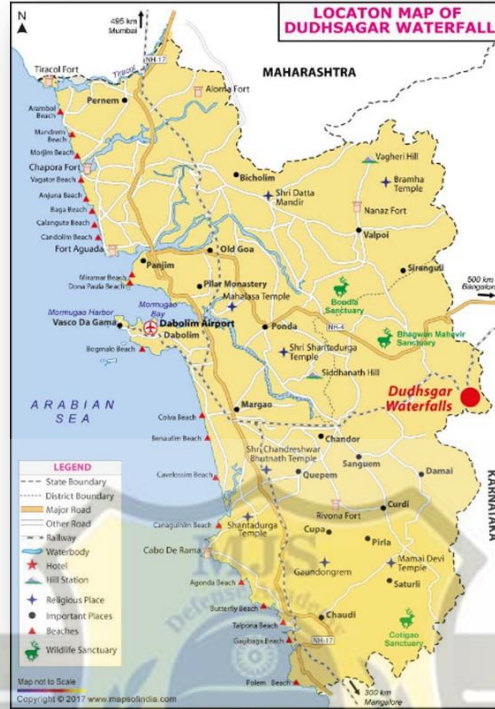 LOCATON MAP OF
DUDHSAGAR WATERFALL
N
495 km
Mumbai
NH-17
MAHARASHTRA
Tiracol Fort
Tiracol
Pernem
Alorna Fort
Arambol
Beach
Mandrem
Beach
Morjim Beach
Chapora Fort
Vagator Beach
Anjuna Beach
Baga Beach
Calangute Beach
Candolim Beach
Fort Aguada
Vagheri Hill
Bramha
Temple
Bicholim
Shri Datta
Mandir
Nanaz Fort
Valpoi
Old Goa
Panjim
Siranguli
Miramar Beach
Dona Paula Beach
Pilar Monastery
Mahalasa Temple
Boodla
Sanctuary
500 km
Bangalore
Mormugao
Bay
Mormugao Harbor
Vasco Da Gama
Dabolim Airport
Dabolim
Ponda
NH-4
Bhagwan Mahavir
Sanctuary
Bogmalo Beach
Shri Shantadurga
Temple
Siddhanath Hill
Dudhsgar
Waterfalls
ARABIAN
SEA
Margao
Colva Beach
Benaulim Beach
Chandor
Shri Chandreshwar
Bhutnath Temple
Sanguem
Quepem
Damai
KARNATAKA
Cavelossim Beach
Rivona Fort
Curdi
Canaguinim Beach
Shantadurga
Temple
Cupa
Pirla
Cabo De Rama
Gaundongrem
Mamai Devi
Temple
Saturli
Agonda Beach
Butterfly Beach
Chaudi
Talpona Beach
Galjibaga Beach
NH-17
Cotigao
Sanctuary
Polem Beach
300 km
Mangalore
LEGEND
State Boundary
District Boundary
Major Road
Other Road
Railway
Waterbody
Hotel
Hill Station
Religious Place
Important Places
Beaches
Wildlife Sanctuary
Map not to Scale
Copyright © 2017 www.mapsofindia.com
MJS